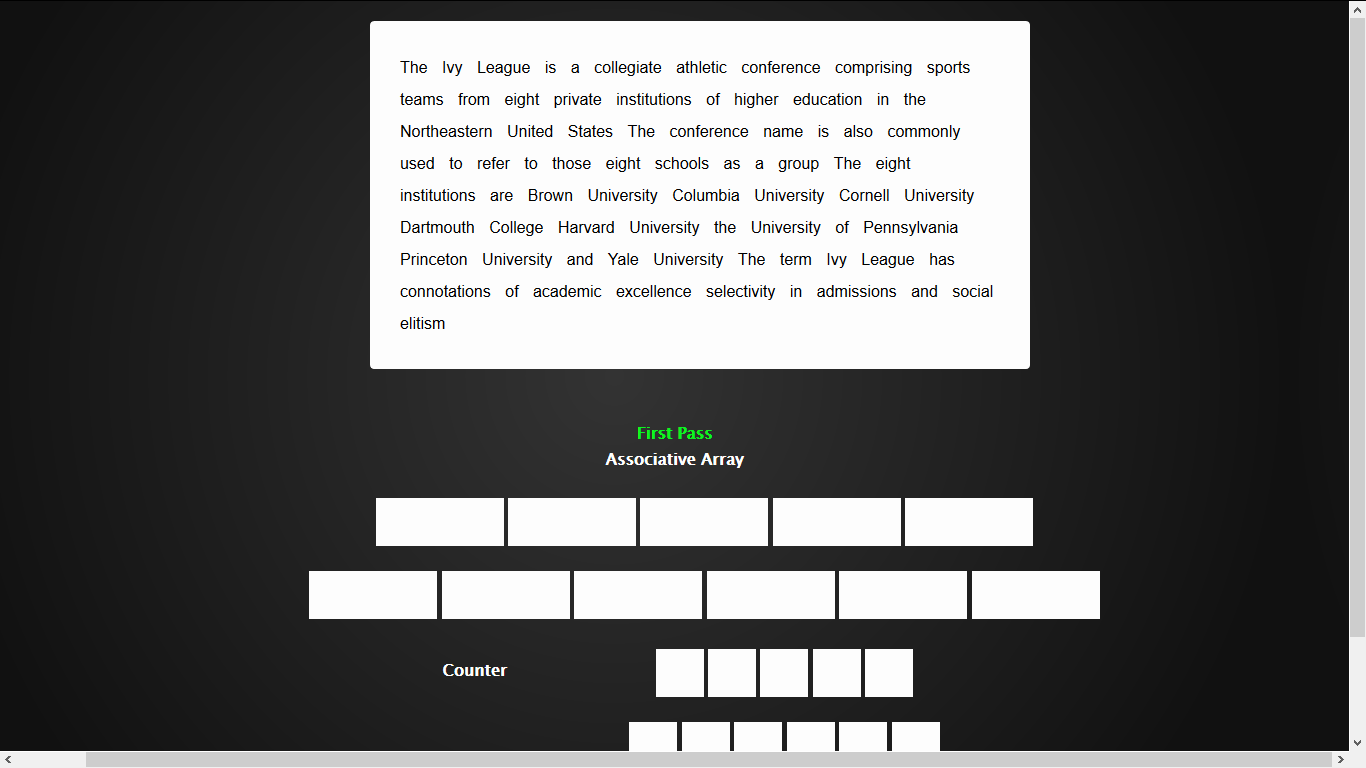 The Ivy League is a collegiate athletic conference comprising sports
teams from eight private institutions of higher education in the
Northeastern United States The conference name is also commonly
used to refer to those eight schools as a group The eight
institutions are Brown University Columbia University Cornell University
Dartmouth College Harvard University the University of Pennsylvania
Princeton University and Yale University The term Ivy League has
connotations of academic excellence selectivity in admissions and social
elitism
First Pass
Associative Array
Counter